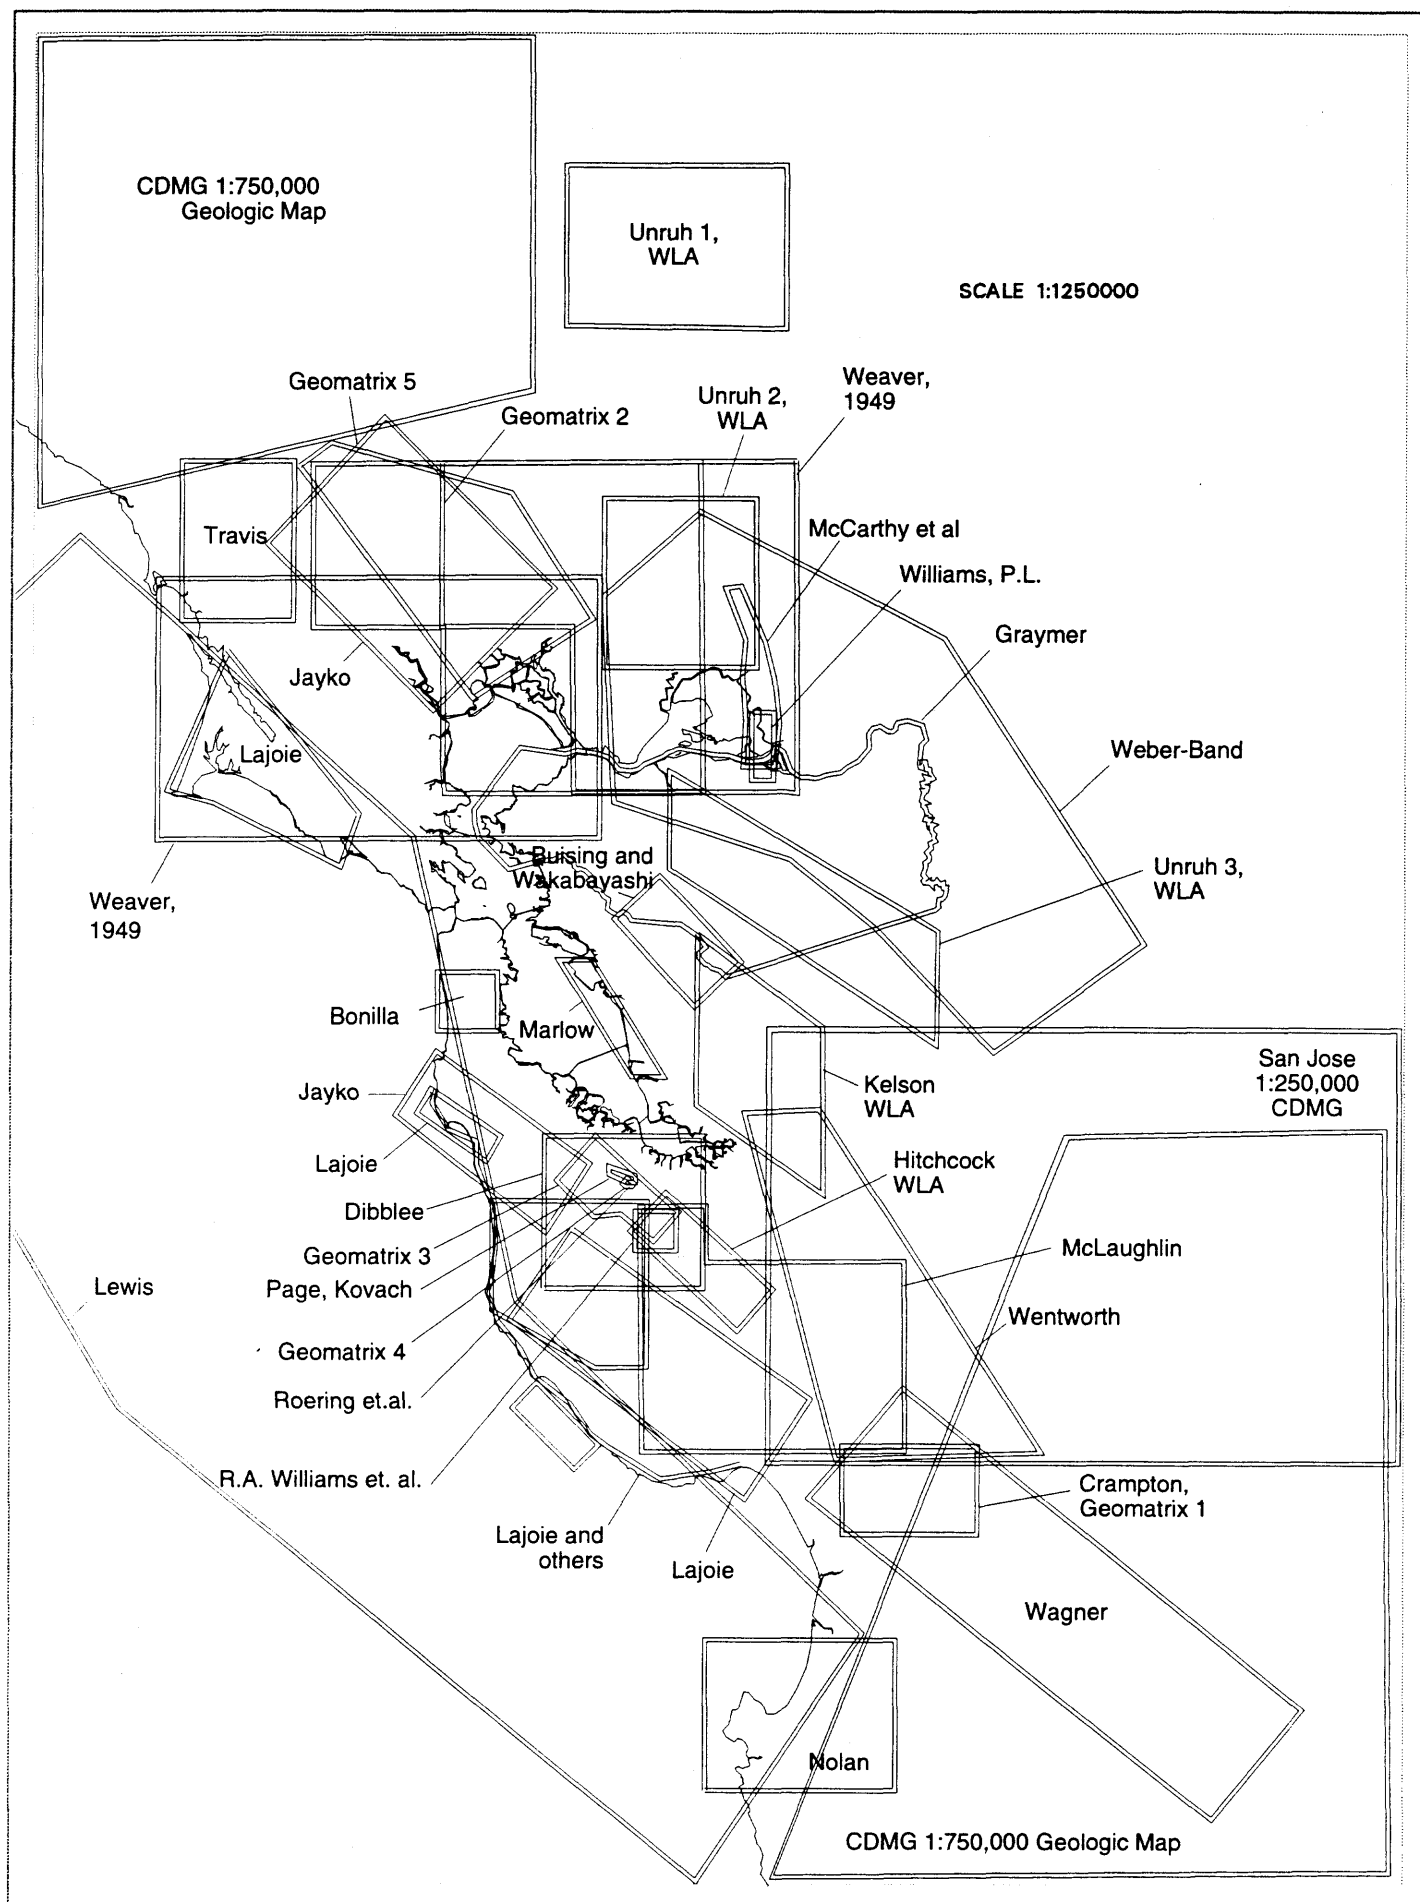 CDMG 1:750,000
Geologic Map
Unruh 1,
WLA
SCALE 1:1250000
Geomatrix 5
Geomatrix 2
Unruh 2,
WLA
Weaver,
1949
Travis
McCarthy et al
Williams, P.L.
Graymer
Jayko
Lajoie
Weber-Band
Buising and
Wakabayashi
Unruh 3,
WLA
Weaver,
1949
Bonilla
Marlow
San Jose
1:250,000
CDMG
Jayko
Kelson
WLA
Lajoie
Hitchcock
WLA
Dibblee
Geomatrix 3
McLaughlin
Page, Kovach
Lewis
Wentworth
Geomatrix 4
Roering et.al.
R.A. Williams et. al.
Crampton,
Geomatrix 1
Lajoie and
others
Lajoie
Wagner
Nolan
CDMG 1:750,000 Geologic Map